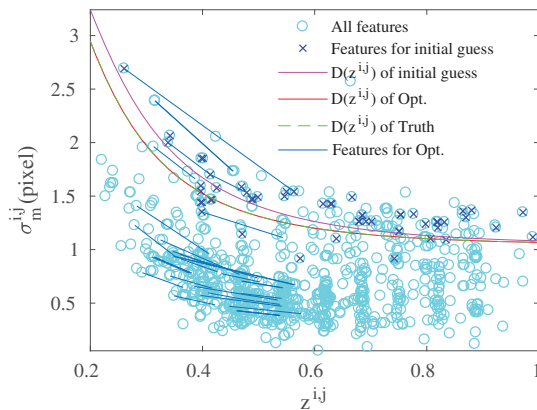 All features
Features for initial guess
D(z^{i,j}) of initial guess
D(z^{i,j}) of Opt.
D(z^{i,j}) of Truth
Features for Opt.
3
2.5
2
1.5
1
0.5
σ_m^{i,j}(pixel)
0.2 0.4 0.6 0.8 1
z^{i,j}